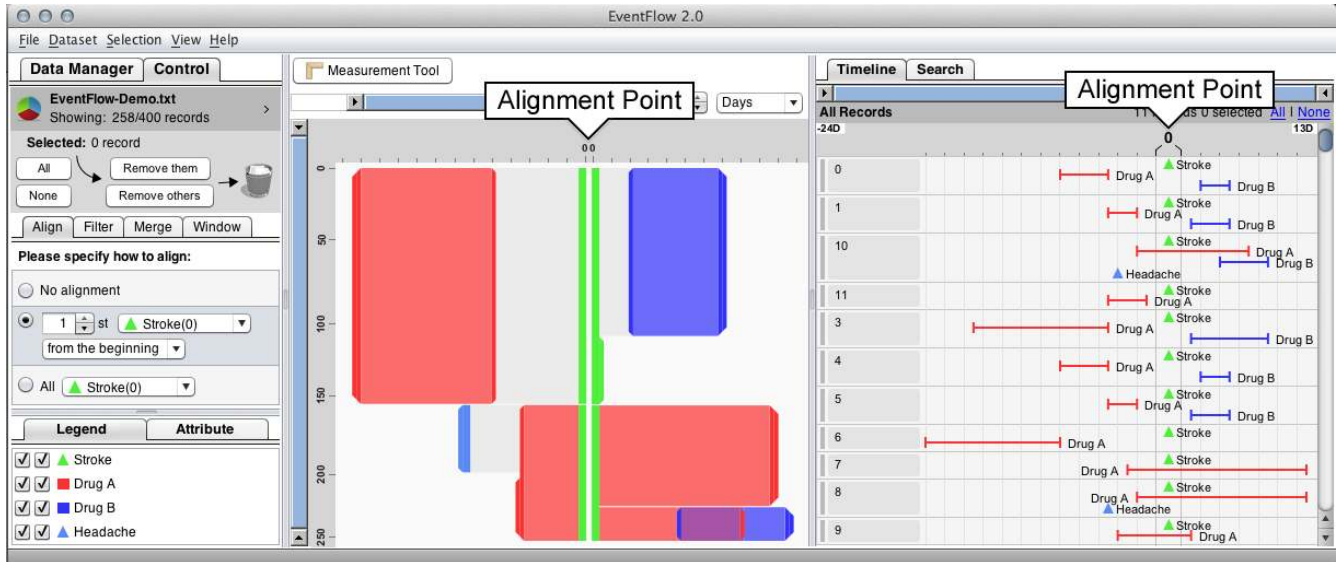 EventFlow 2.0
File Dataset Selection View Help
Data Manager Control
EventFlow-Demo.txt
Showing: 258/400 records
>
Selected: 0 record
All Remove them
None Remove others
Align Filter Merge Window
Please specify how to align:
No alignment
1 st Stroke(0)
from the beginning
All Stroke(0)
Legend Attribute
Stroke
Drug A
Drug B
Headache
Measurement Tool
Alignment Point
Days
0 0
0
50
100
150
200
250
Timeline Search
Alignment Point
All Records 0 selected All | None
-24D 0 13D
0 Stroke
Drug A
Drug B
1 Stroke
Drug A
Drug B
10 Stroke
Drug A
Drug B
Headache
11 Stroke
Drug A
3 Stroke
Drug A
Drug B
4 Stroke
Drug A
Drug B
5 Stroke
Drug A
Drug B
6 Stroke
Drug A
7 Stroke
Drug A
8 Stroke
Drug A
Headache
9 Stroke
Drug A